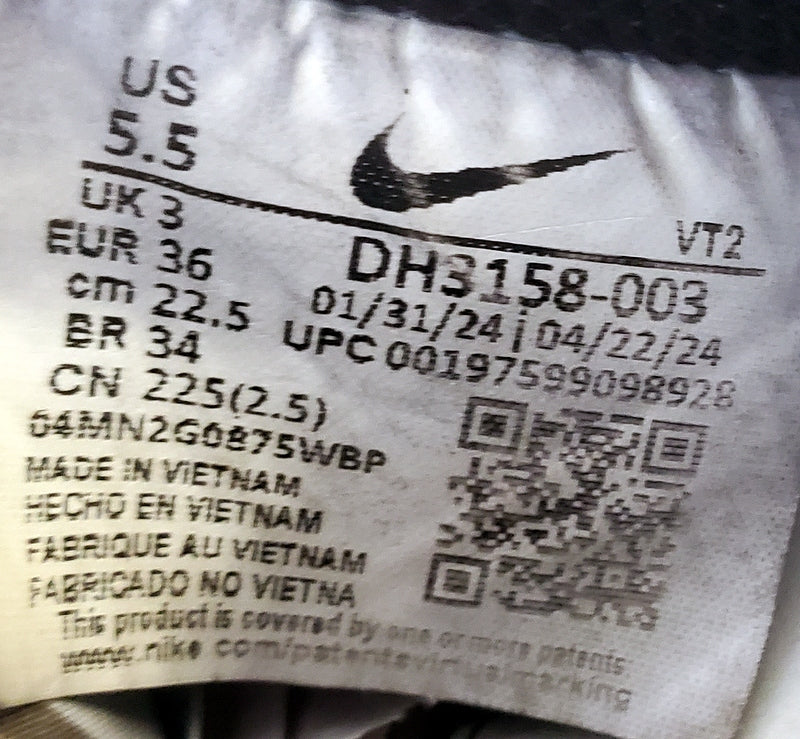 US
5.5
UK 3
EUR 36
cm 22.5
BR 34
CN 225(2.5)
04MN2G0875WBP
MADE IN VIETNAM
HECHO EN VIETNAM
FABRIQUE AU VIETNAM
FABRICADO NO VIETNA
VT2
DH3158-003
01/31/24 | 04/22/24
UPC 00197599098928
This product is covered by one or more patents.
www.nike.com/patentsvirtualmarking